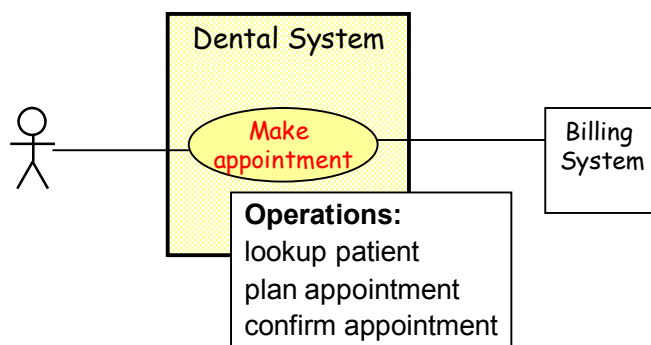 Dental System
Make
appointment
Billing
System
Operations:
lookup patient
plan appointment
confirm appointment